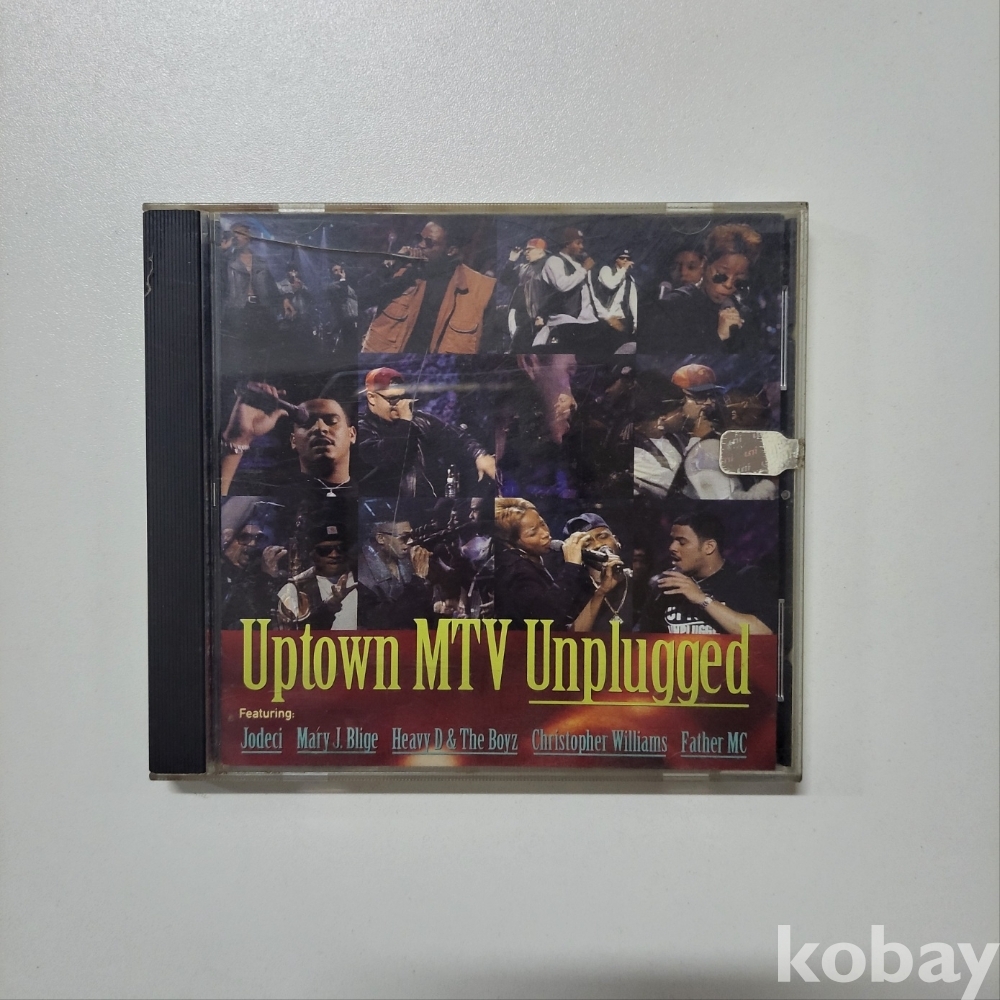 Uptown MTV Unplugged
Featuring:
Jodeci Mary J. Blige Heavy D & The Boyz Christopher Williams Father MC
kobay